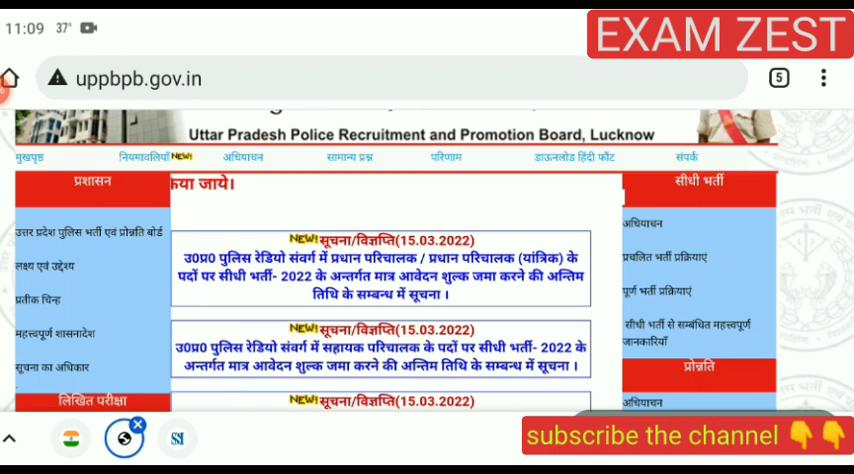 11:09 37°
EXAM ZEST
uppbpb.gov.in
5
Uttar Pradesh Police Recruitment and Promotion Board, Lucknow
मुखपृष्ठ नियमावलियाँ NEW! अधियाचन सामान्य प्रश्न परिणाम डाऊनलोड हिंदी फौंट संपर्क
प्रशासन
उत्तर प्रदेश पुलिस भर्ती एवं प्रोन्नति बोर्ड
लक्ष्य एवं उद्देश्य
प्रतीक चिन्ह
महत्त्वपूर्ण शासनादेश
सूचना का अधिकार
लिखित परीक्षा
किया जाये।
NEW! सूचना/विज्ञप्ति(15.03.2022)
उ0प्र0 पुलिस रेडियो संवर्ग में प्रधान परिचालक / प्रधान परिचालक (यांत्रिक) के
पदों पर सीधी भर्ती- 2022 के अन्तर्गत मात्र आवेदन शुल्क जमा करने की अन्तिम
तिथि के सम्बन्ध में सूचना ।
NEW! सूचना/विज्ञप्ति(15.03.2022)
उ0प्र0 पुलिस रेडियो संवर्ग में सहायक परिचालक के पदों पर सीधी भर्ती- 2022 के
अन्तर्गत मात्र आवेदन शुल्क जमा करने की अन्तिम तिथि के सम्बन्ध में सूचना ।
NEW! सूचना/विज्ञप्ति(15.03.2022)
सीधी भर्ती
अधियाचन
प्रचलित भर्ती प्रक्रियाएं
पूर्ण भर्ती प्रक्रियाएं
सीधी भर्ती से सम्बंधित महत्त्वपूर्ण
जानकारियाँ
प्रोन्नति
अधियाचन
subscribe the channel 👇👇